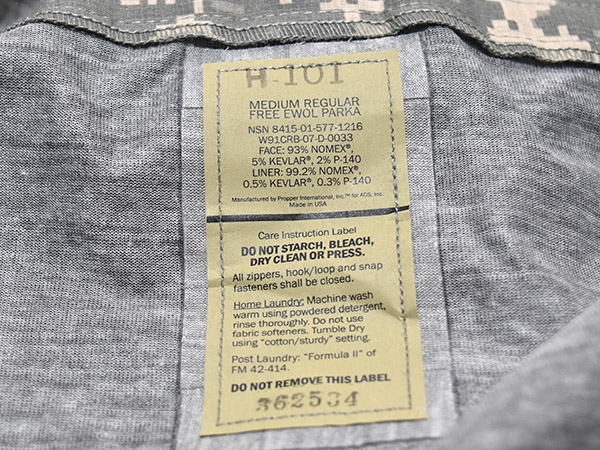 H-101
MEDIUM REGULAR
FREE EWOL PARKA
NSN 8415-01-577-1216
W91CRB-07-D-0033
FACE: 93% NOMEX®,
5% KEVLAR®, 2% P-140
LINER: 99.2% NOMEX®,
0.5% KEVLAR®, 0.3% P-140
Manufactured by Propper International, Inc.™ for ADS, Inc.
Made in USA
Care Instruction Label
DO NOT STARCH, BLEACH,
DRY CLEAN OR PRESS.
All zippers, hook/loop and snap
fasteners shall be closed.
Home Laundry: Machine wash
warm using powdered detergent,
rinse thoroughly. Do not use
fabric softeners. Tumble Dry
using "cotton/sturdy" setting.
Post Laundry: "Formula II" of
FM 42-414.
DO NOT REMOVE THIS LABEL
362534